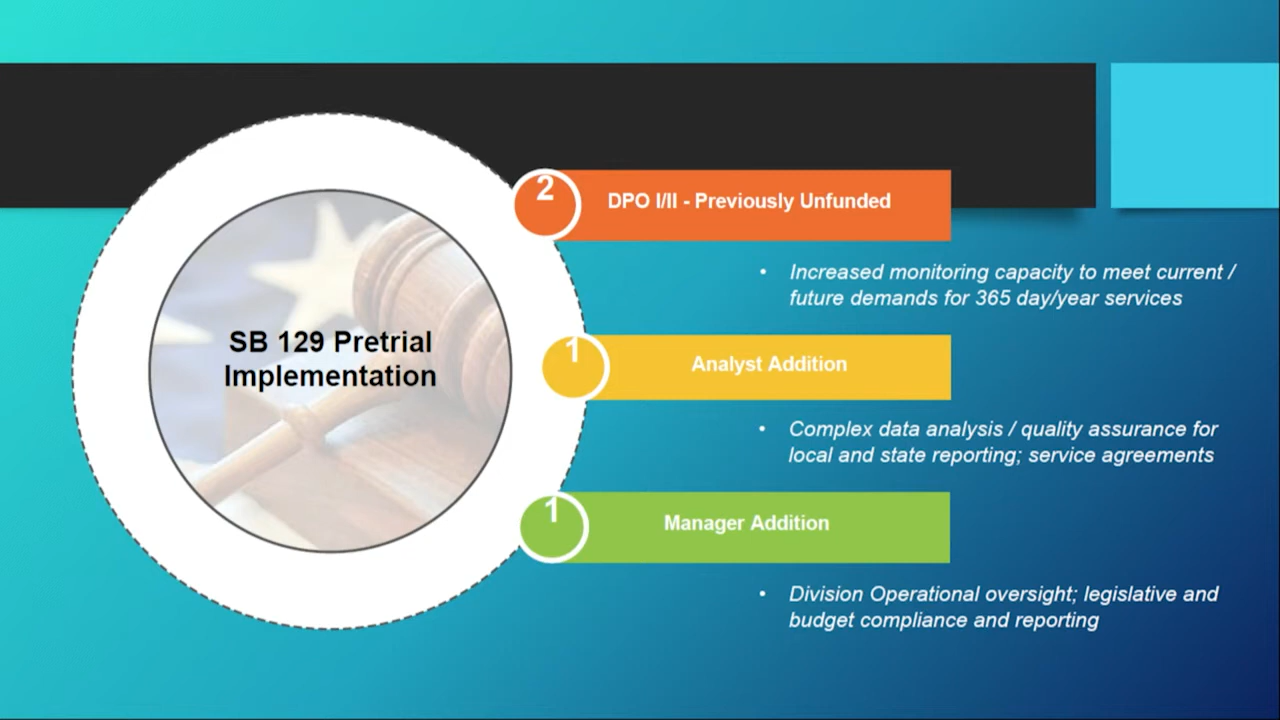 SB 129 Pretrial
Implementation
2
DPO I/II - Previously Unfunded
• Increased monitoring capacity to meet current /
future demands for 365 day/year services
1
Analyst Addition
• Complex data analysis / quality assurance for
local and state reporting; service agreements
1
Manager Addition
• Division Operational oversight; legislative and
budget compliance and reporting